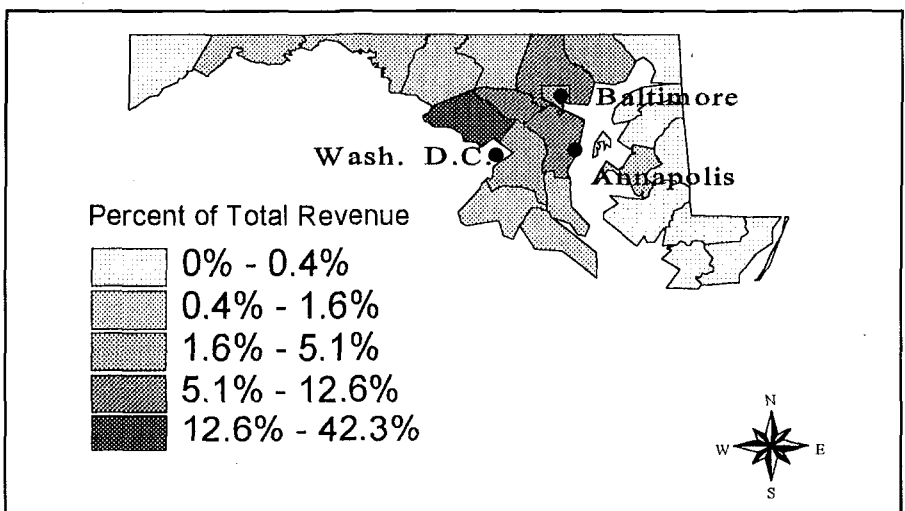 Baltimore
Wash. D.C.
Annapolis
Percent of Total Revenue
0% - 0.4%
0.4% - 1.6%
1.6% - 5.1%
5.1% - 12.6%
12.6% - 42.3%
N
W E
S